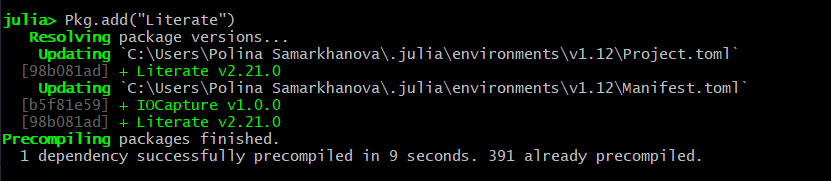 julia> Pkg.add("Literate")
Resolving package versions...
Updating `C:\Users\Polina Samarkhanova\.julia\environments\v1.12\Project.toml`
[98b081ad] + Literate v2.21.0
Updating `C:\Users\Polina Samarkhanova\.julia\environments\v1.12\Manifest.toml`
[b5f81e59] + IOCapture v1.0.0
[98b081ad] + Literate v2.21.0
Precompiling packages finished.
1 dependency successfully precompiled in 9 seconds. 391 already precompiled.